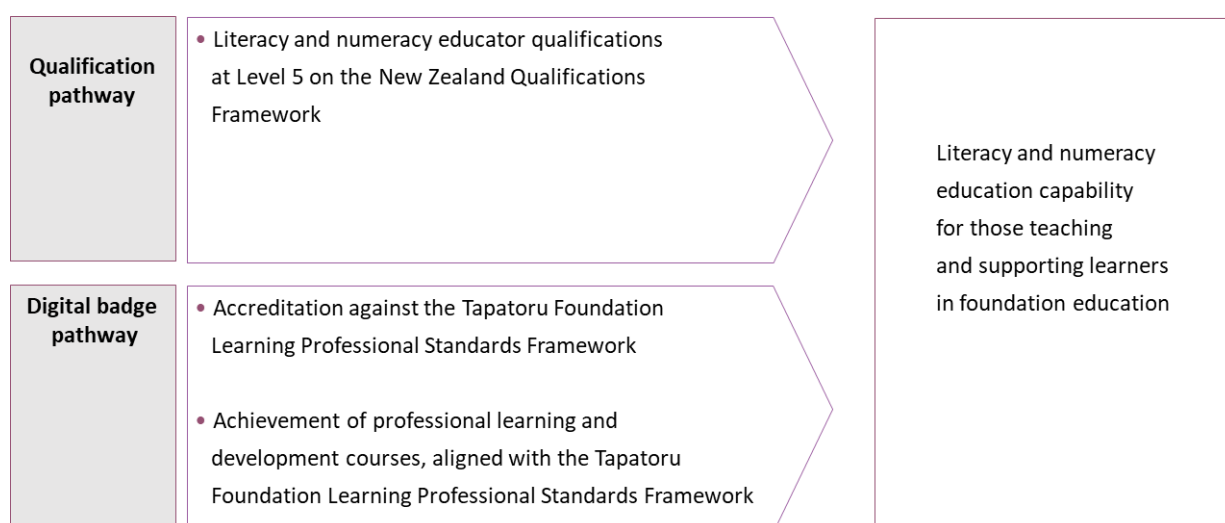 Qualification
pathway
• Literacy and numeracy educator qualifications
at Level 5 on the New Zealand Qualifications
Framework
Digital badge
pathway
• Accreditation against the Tapatoru Foundation
Learning Professional Standards Framework
• Achievement of professional learning and
development courses, aligned with the Tapatoru
Foundation Learning Professional Standards Framework
Literacy and numeracy
education capability
for those teaching
and supporting learners
in foundation education